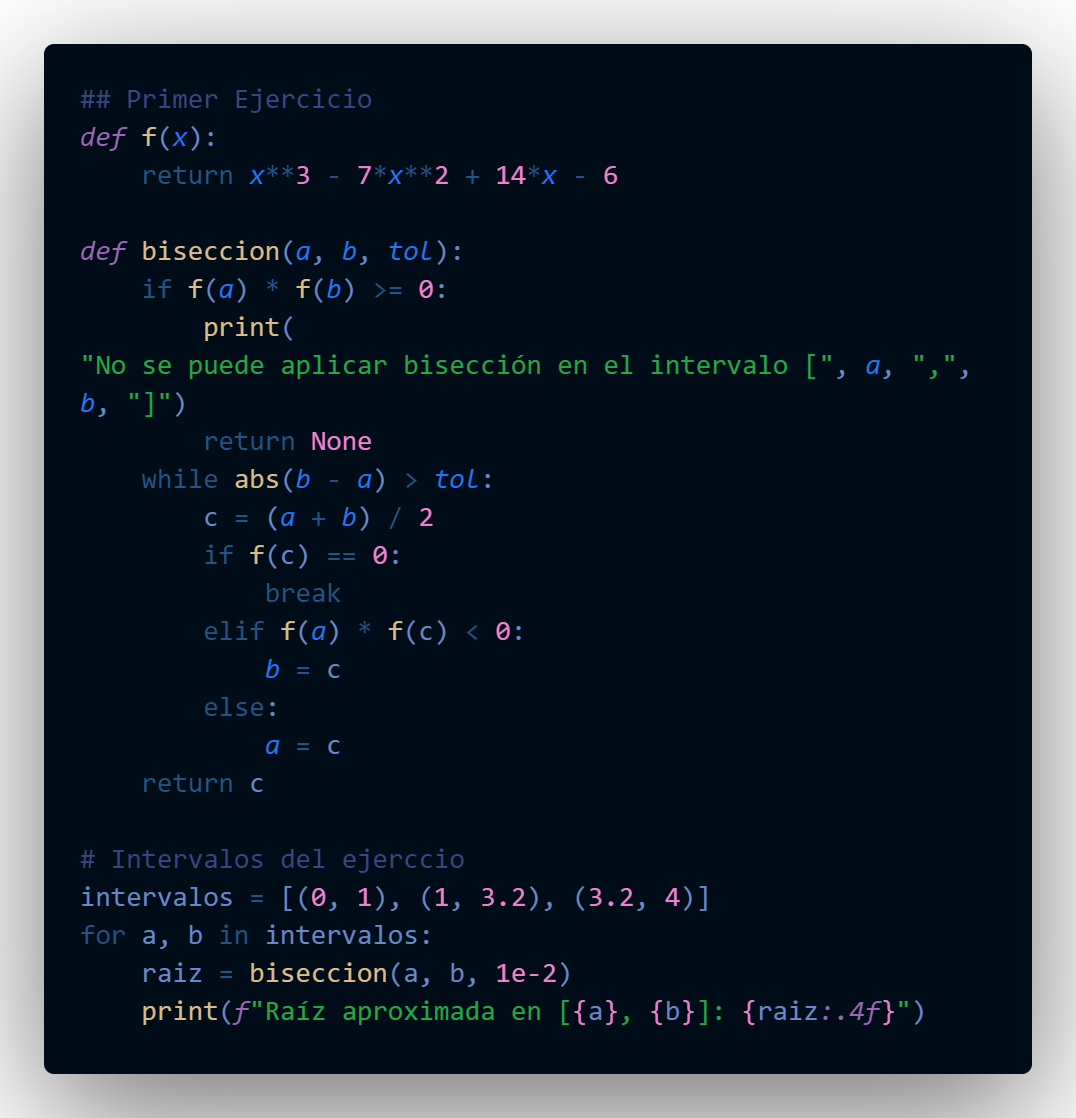 ## Primer Ejercicio
def f(x):
    return x**3 - 7*x**2 + 14*x - 6

def biseccion(a, b, tol):
    if f(a) * f(b) >= 0:
        print(
"No se puede aplicar bisección en el intervalo [", a, ",",
b, "]")
        return None
    while abs(b - a) > tol:
        c = (a + b) / 2
        if f(c) == 0:
            break
        elif f(a) * f(c) < 0:
            b = c
        else:
            a = c
    return c

# Intervalos del ejerccio
intervalos = [(0, 1), (1, 3.2), (3.2, 4)]
for a, b in intervalos:
    raiz = biseccion(a, b, 1e-2)
    print(f"Raíz aproximada en [{a}, {b}]: {raiz:.4f}")